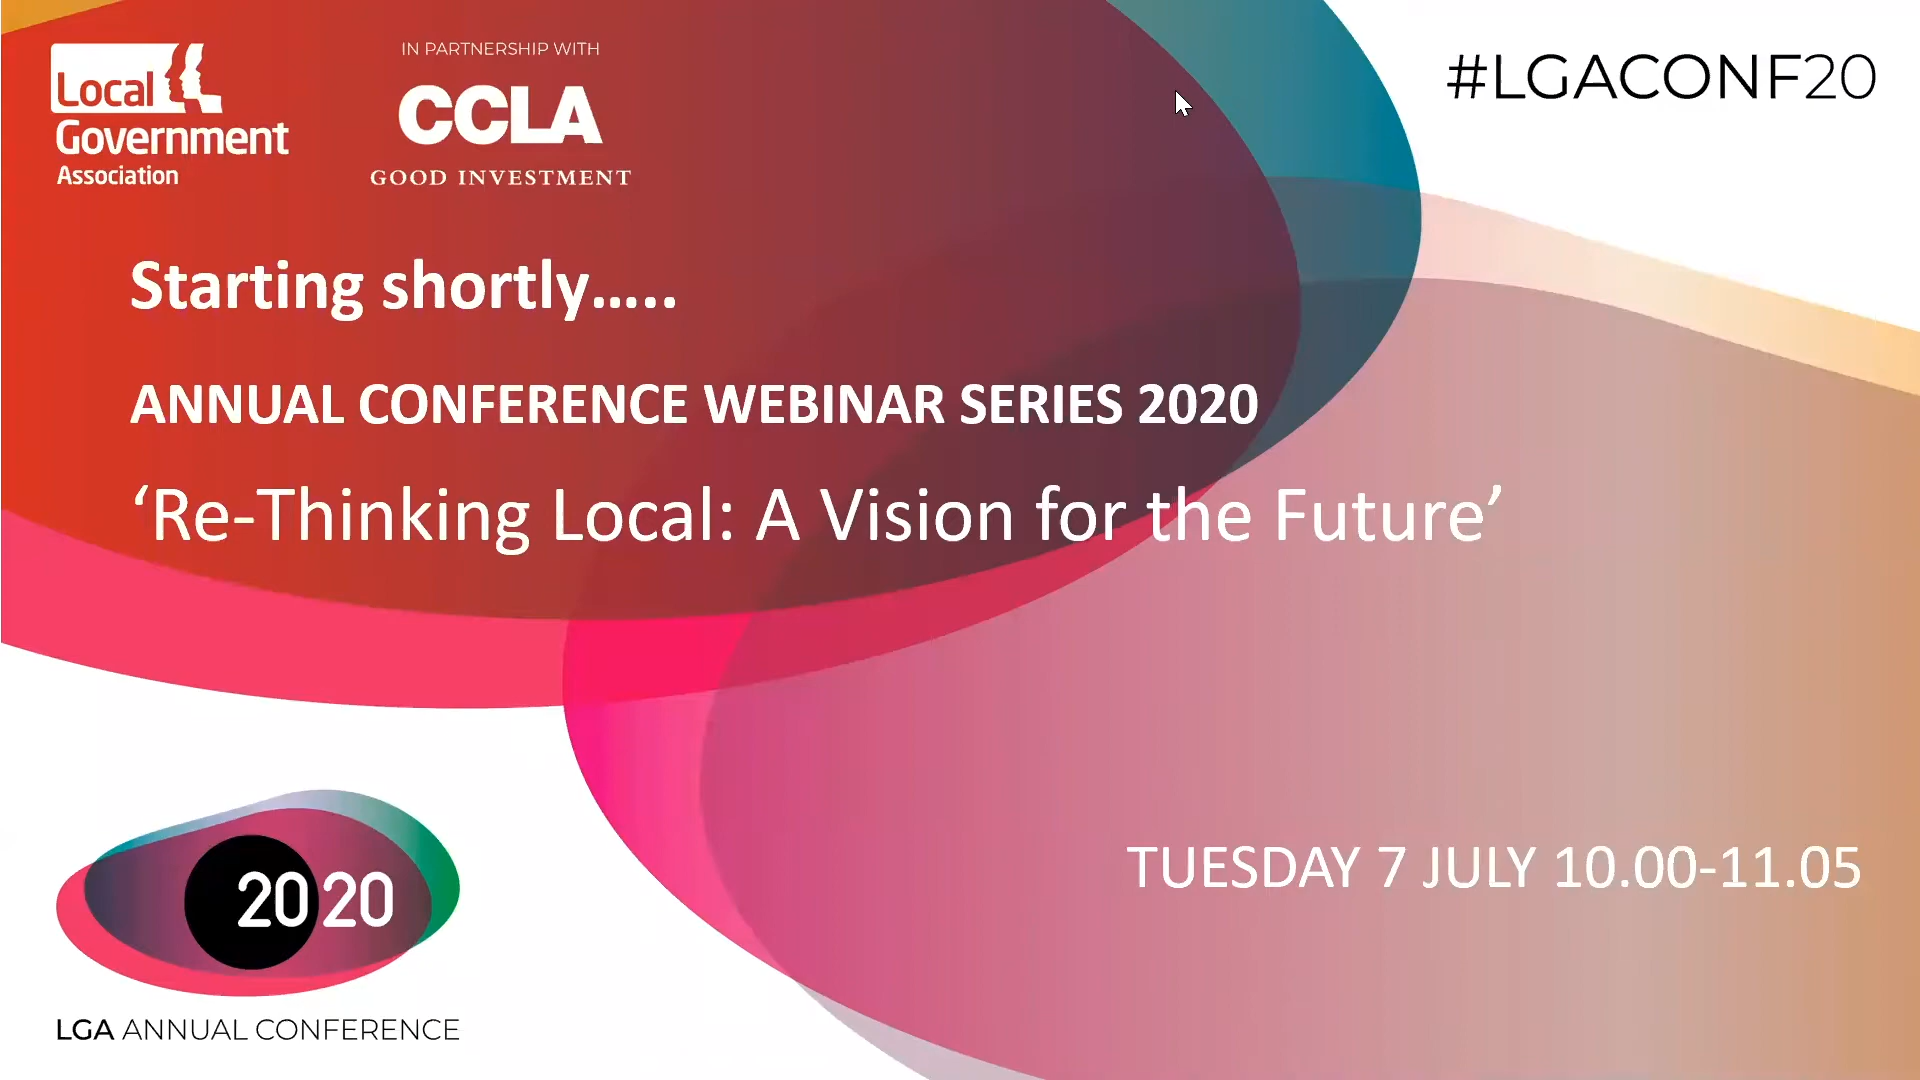 Local
Government
Association
IN PARTNERSHIP WITH
CCLA
GOOD INVESTMENT
#LGACONF20
Starting shortly.....
ANNUAL CONFERENCE WEBINAR SERIES 2020
‘Re-Thinking Local: A Vision for the Future’
TUESDAY 7 JULY 10.00-11.05
2020
LGA ANNUAL CONFERENCE